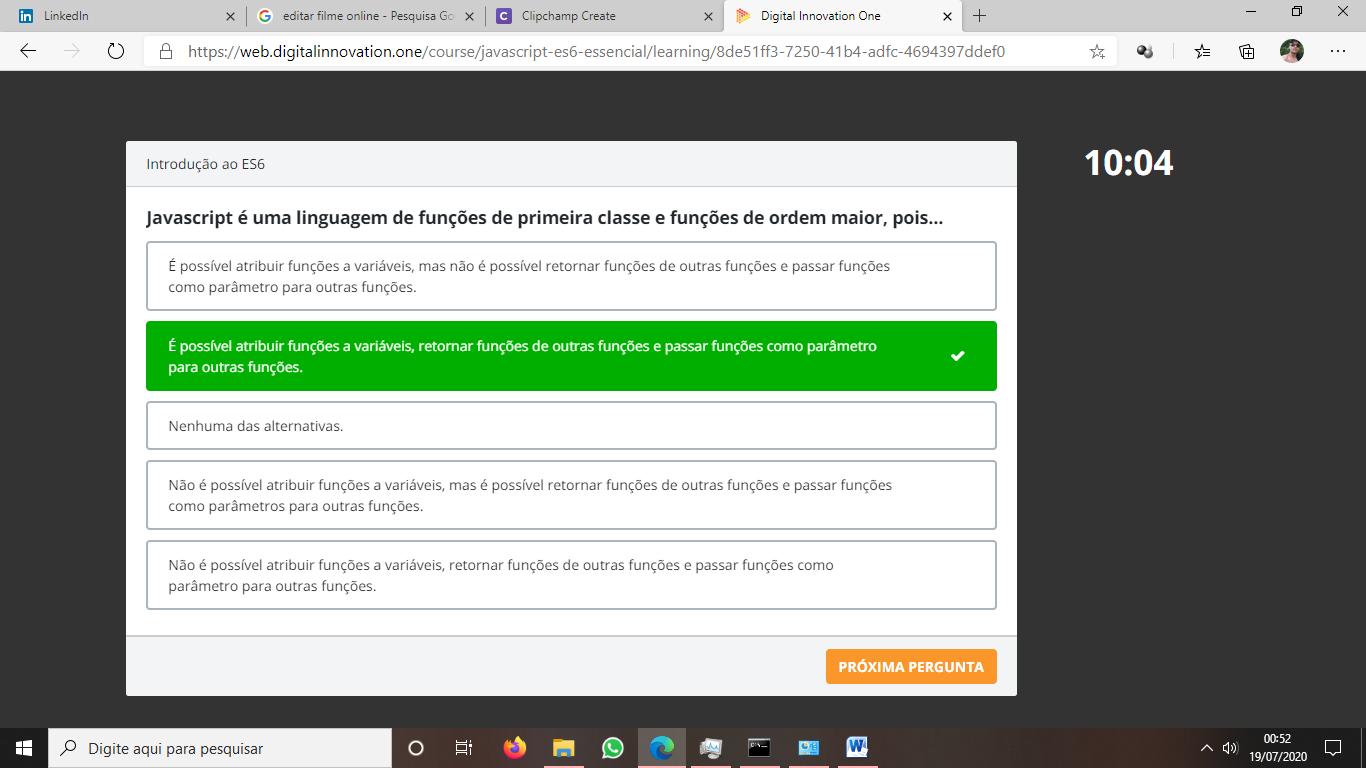 LinkedIn
editar filme online - Pesquisa Go
Clipchamp Create
Digital Innovation One
https://web.digitalinnovation.one/course/javascript-es6-essencial/learning/8de51ff3-7250-41b4-adfc-4694397ddef0
Introdução ao ES6
10:04
Javascript é uma linguagem de funções de primeira classe e funções de ordem maior, pois...
É possível atribuir funções a variáveis, mas não é possível retornar funções de outras funções e passar funções
como parâmetro para outras funções.
É possível atribuir funções a variáveis, retornar funções de outras funções e passar funções como parâmetro
para outras funções.
Nenhuma das alternativas.
Não é possível atribuir funções a variáveis, mas é possível retornar funções de outras funções e passar funções
como parâmetros para outras funções.
Não é possível atribuir funções a variáveis, retornar funções de outras funções e passar funções como
parâmetro para outras funções.
PRÓXIMA PERGUNTA
Digite aqui para pesquisar
00:52
19/07/2020